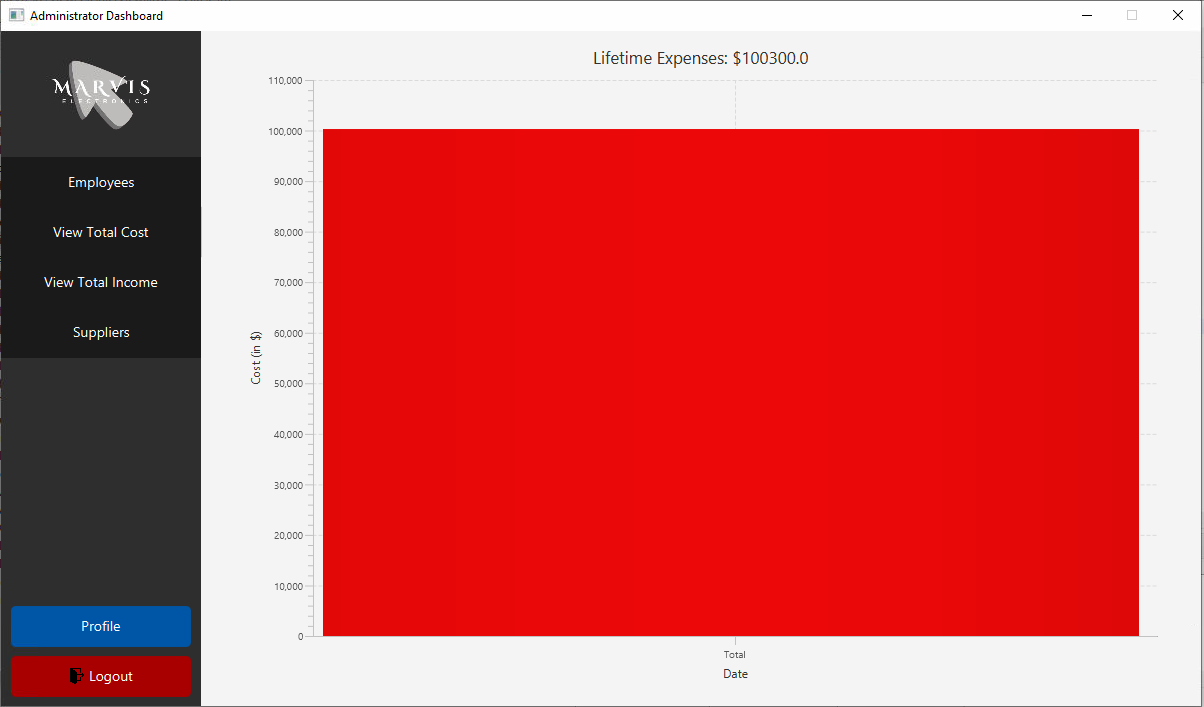 Administrator Dashboard
MARVIS
ELECTRONICS
Employees
View Total Cost
View Total Income
Suppliers
Profile
Logout
Lifetime Expenses: $100300.0
110,000
100,000
90,000
80,000
70,000
60,000
50,000
40,000
30,000
20,000
10,000
0
Cost (in $)
Total
Date